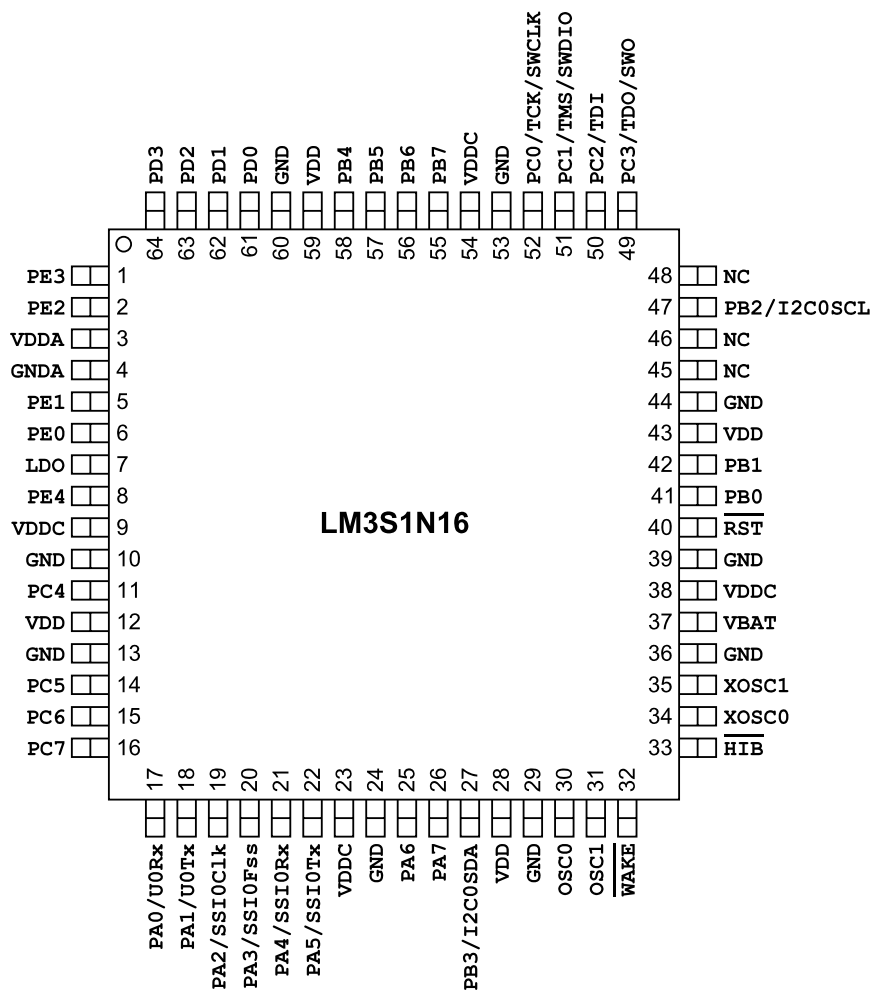 PD3
PD2
PD1
PD0
GND
VDD
PB4
PB5
PB6
PB7
VDDC
GND
PC0/TCK/SWCLK
PC1/TMS/SWDIO
PC2/TDI
PC3/TDO/SWO
64
63
62
61
60
59
58
57
56
55
54
53
52
51
50
49
PE3 1
PE2 2
VDDA 3
GNDA 4
PE1 5
PE0 6
LDO 7
PE4 8
VDDC 9
GND 10
PC4 11
VDD 12
GND 13
PC5 14
PC6 15
PC7 16
LM3S1N16
48 NC
47 PB2/I2C0SCL
46 NC
45 NC
44 GND
43 VDD
42 PB1
41 PB0
40 RST
39 GND
38 VDDC
37 VBAT
36 GND
35 XOSC1
34 XOSC0
33 HIB
17
18
19
20
21
22
23
24
25
26
27
28
29
30
31
32
PA0/U0Rx
PA1/U0Tx
PA2/SSI0Clk
PA3/SSI0Fss
PA4/SSI0Rx
PA5/SSI0Tx
VDDC
GND
PA6
PA7
PB3/I2C0SDA
VDD
GND
OSC0
OSC1
WAKE